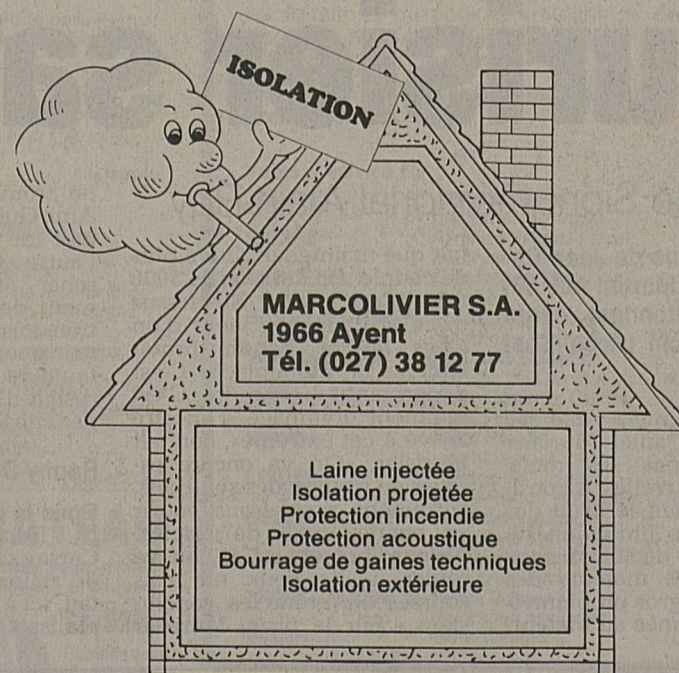 ISOLATION
MARCOLIVIER S.A.
1966 Ayent
Tél. (027) 38 12 77
Laine injectée
Isolation projetée
Protection incendie
Protection acoustique
Bourrage de gaines techniques
Isolation extérieure